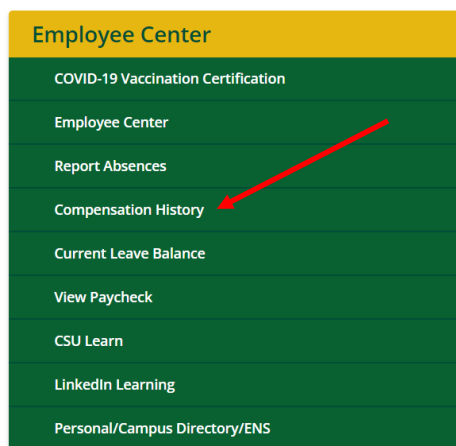 Employee Center
COVID-19 Vaccination Certification
Employee Center
Report Absences
Compensation History
Current Leave Balance
View Paycheck
CSU Learn
LinkedIn Learning
Personal/Campus Directory/ENS